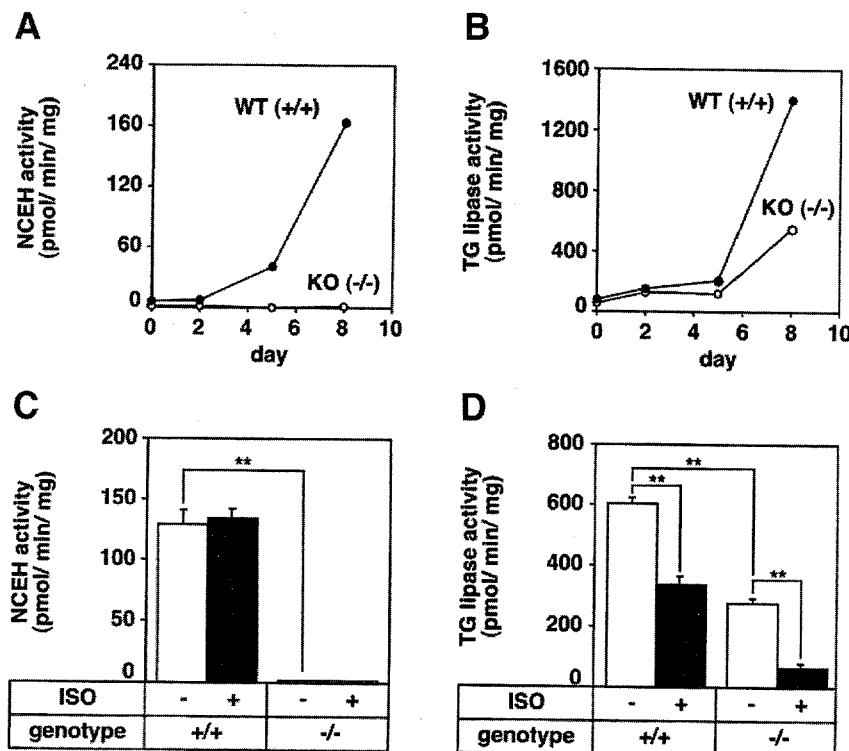 A
NCEH activity
(pmol/ min/ mg)
240
160
120
60
0
WT (+/+)
KO (-/-)
0 2 4 6 8 10
day
B
TG lipase activity
(pmol/ min/ mg)
1600
1400
800
400
0
WT (+/+)
KO (-/-)
0 2 4 6 8 10
day
C
NCEH activity
(pmol/ min/ mg)
200
150
100
50
0
**
ISO - + - +
genotype +/+ -/-
D
TG lipase activity
(pmol/ min/ mg)
800
600
400
200
0
**
**
**
ISO - + - +
genotype +/+ -/-